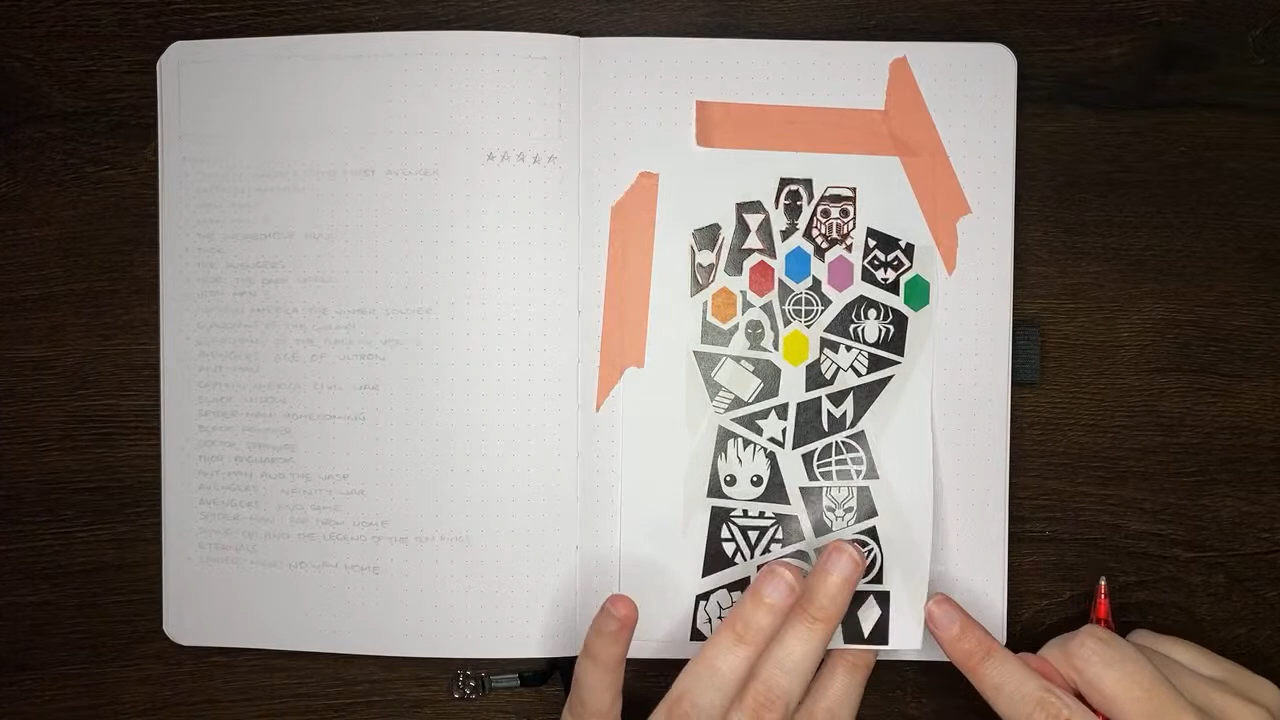 FIRST AVENGER
THE INCREDIBLE HULK
THOR
THE AVENGERS
THOR: THE DARK WORLD
IRON MAN
CAPTAIN AMERICA: THE WINTER SOLDIER
GUARDIANS OF THE GALAXY
GUARDIANS OF THE GALAXY VOL.
AVENGERS: AGE OF ULTRON
ANT-MAN
CAPTAIN AMERICA: CIVIL WAR
BLACK WIDOW
SPIDER-MAN: HOMECOMING
BLACK PANTHER
DOCTOR STRANGE
THOR: RAGNAROK
ANT-MAN AND THE WASP
AVENGERS: INFINITY WAR
AVENGERS: END GAME
SPIDER-MAN: FAR FROM HOME
SHANG-CHI AND THE LEGEND OF THE TEN RINGS
ETERNALS
SPIDER-MAN: NO WAY HOME
M